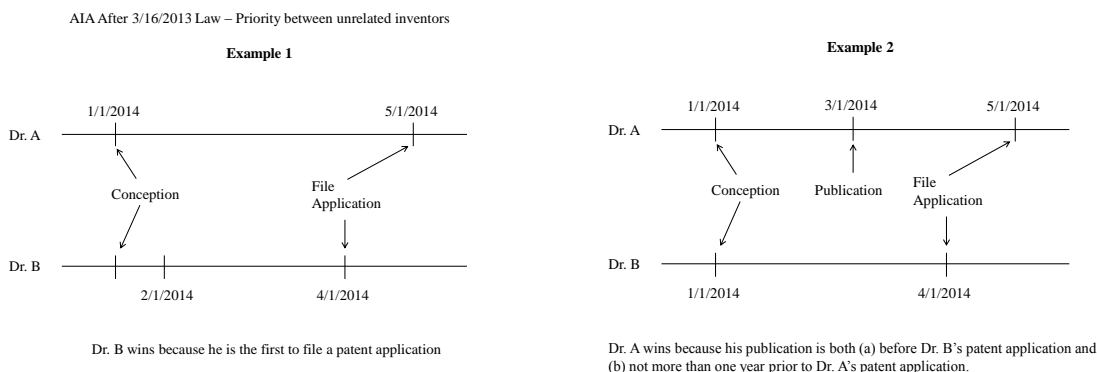 AIA After 3/16/2013 Law – Priority between unrelated inventors
Example 1
1/1/2014
5/1/2014
Dr. A
Conception
File
Application
Dr. B
2/1/2014
4/1/2014
Dr. B wins because he is the first to file a patent application
Example 2
1/1/2014
3/1/2014
5/1/2014
Dr. A
Conception
Publication
File
Application
Dr. B
1/1/2014
4/1/2014
Dr. A wins because his publication is both (a) before Dr. B’s patent application and
(b) not more than one year prior to Dr. A’s patent application.